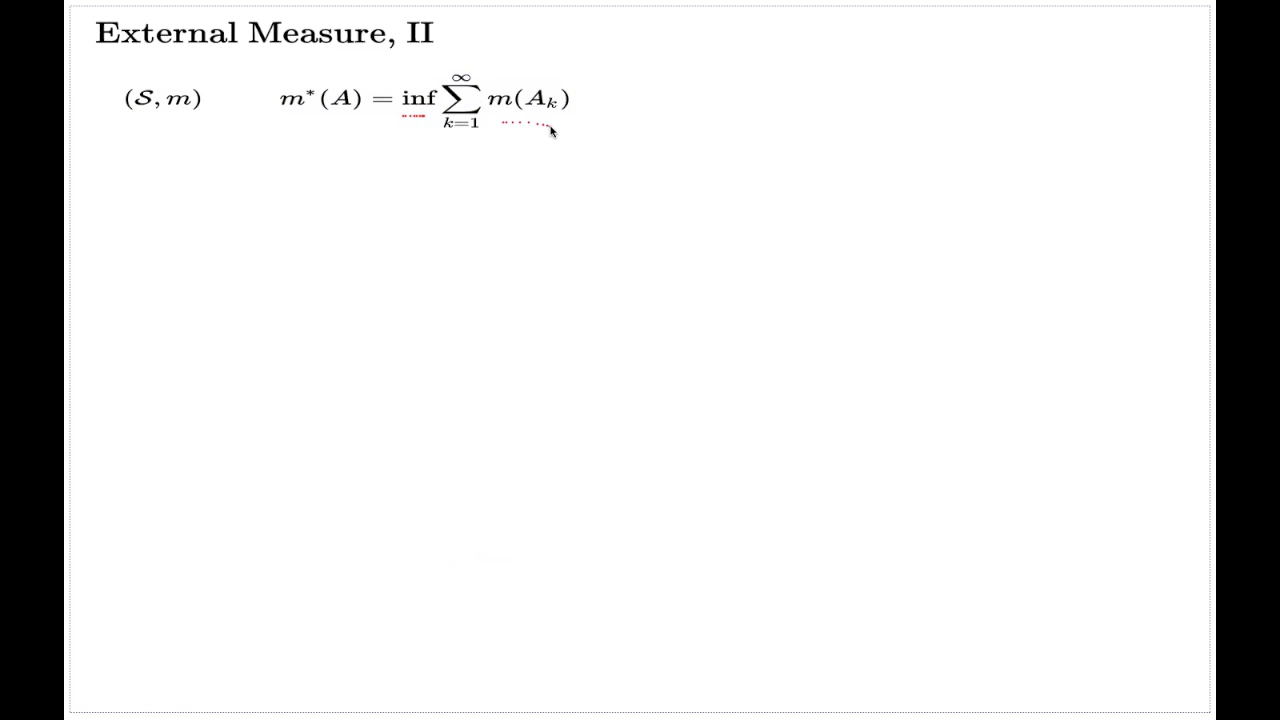 External Measure, II
(𝒮, m) m*(A) = inf ∑_{k=1}^{∞} m(A_k)